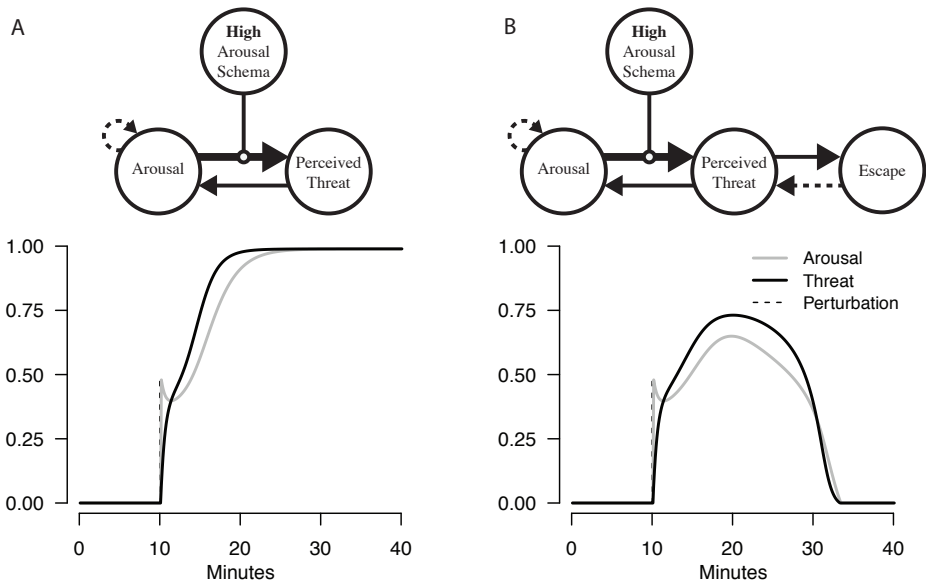 A
High
Arousal
Schema
Arousal
Perceived
Threat
1.00
0.75
0.50
0.25
0.00
0 10 20 30 40
Minutes
B
High
Arousal
Schema
Arousal
Perceived
Threat
Escape
1.00
0.75
0.50
0.25
0.00
Arousal
Threat
Perturbation
0 10 20 30 40
Minutes